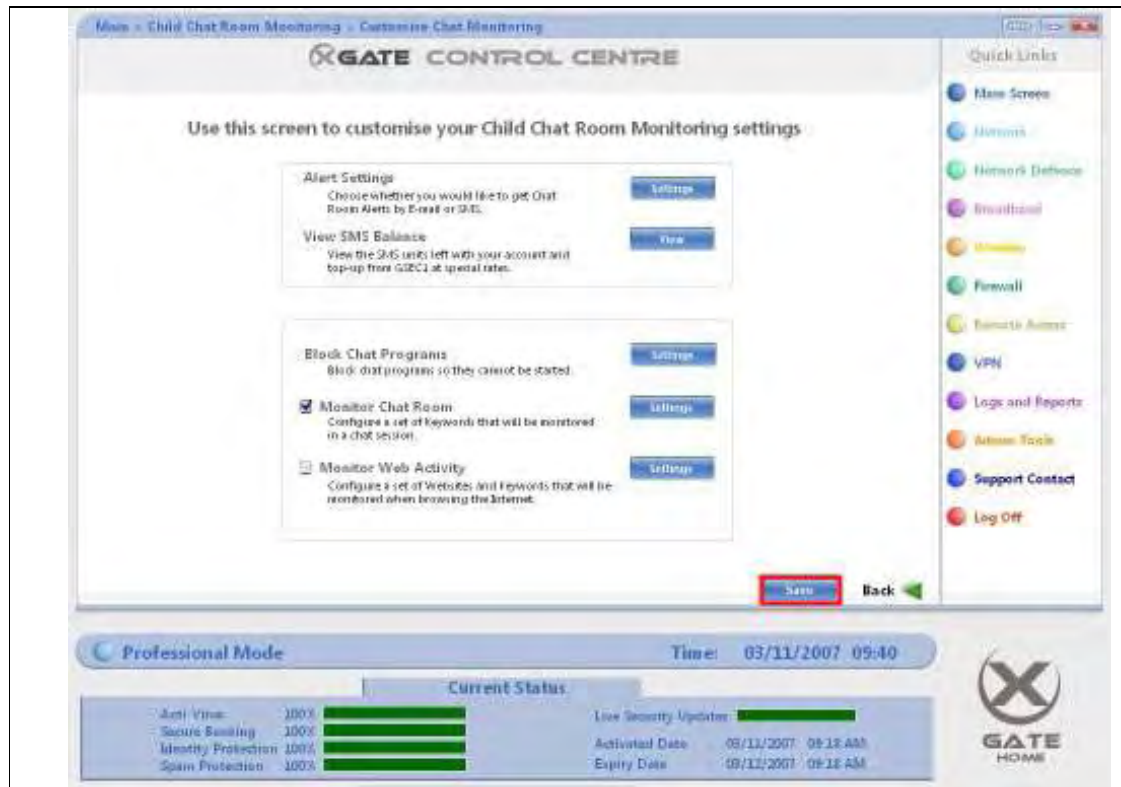 Main - Child Chat Room Monitoring - Customise Chat Monitoring
XGATE CONTROL CENTRE
Use this screen to customise your Child Chat Room Monitoring settings
Alert Settings
Settings
Choose whether you would like to get Chat
Room Alerts by E-mail or SMS.
View SMS Balance
View
View the SMS units left with your account and
top-up from GSEC1 at special rates.
Block Chat Programs
Settings
Block chat programs so they cannot be started.
Monitor Chat Room
Settings
Configure a set of Keywords that will be monitored
in a chat session.
Monitor Web Activity
Settings
Configure a set of Websites and Keywords that will be
monitored when browsing the Internet.
Save
Back
Quick Links
Main Screen
Network Defence
Broadband
Wireless
Firewall
Remote Access
VPN
Logs and Reports
Admin Tools
Support Contact
Log Off
Professional Mode
Time: 03/11/2007 09:40
Current Status
Anti Virus 100%
Secure Banking 100%
Identity Protection 100%
Spam Protection 100%
Live Security Updates
Activated Date 09:18 AM
Expiry Date 09:18 AM
X
GATE
HOME